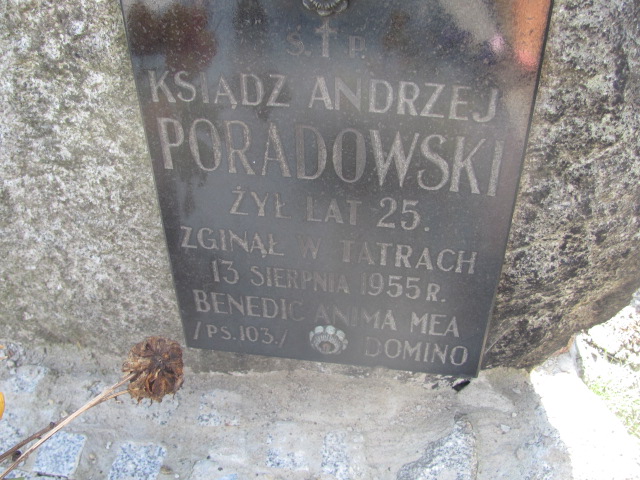 Ś. † P.
KSIĄDZ ANDRZEJ
PORADOWSKI
ŻYŁ LAT 25.
ZGINĄŁ W TATRACH
13 SIERPNIA 1955 R.
BENEDIC ANIMA MEA
/PS.103./ DOMINO